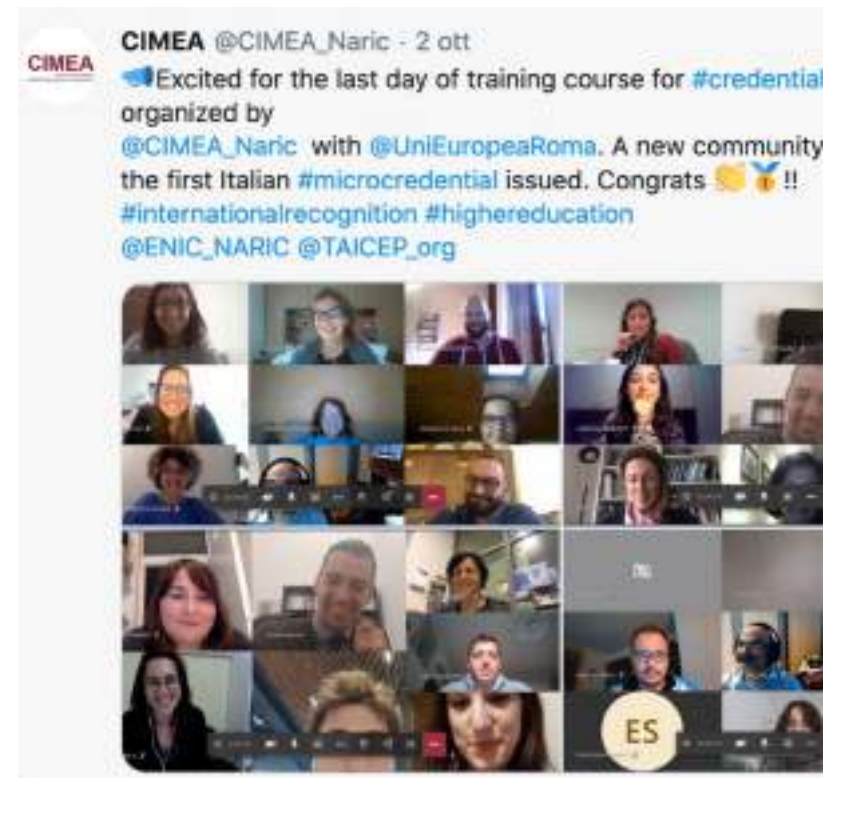 CIMEA
CIMEA @CIMEA_Naric · 2 ott
Excited for the last day of training course for #credential
organized by
@CIMEA_Naric with @UniEuropeaRoma. A new community
the first Italian #microcredential issued. Congrats !!
#internationalrecognition #highereducation
@ENIC_NARIC @TAICEP_org
ES